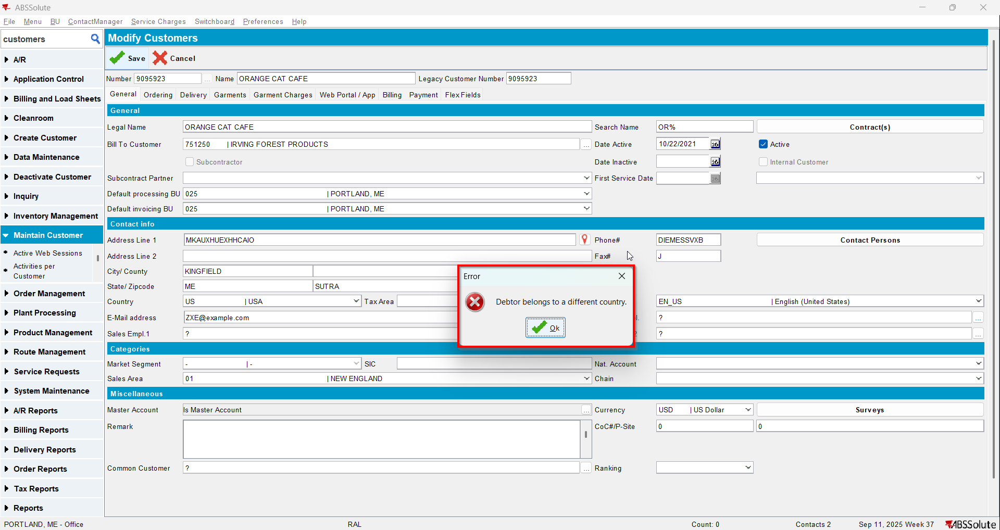 ABSSolute
File Menu BU ContactManager Service Charges Switchboard Preferences Help
customers
Modify Customers
Save Cancel
Number 9095923 ... Name ORANGE CAT CAFE Legacy Customer Number 9095923
General Ordering Delivery Garments Garment Charges Web Portal / App Billing Payment Flex Fields
General
Legal Name ORANGE CAT CAFE Search Name OR% Contract(s)
Bill To Customer 751250 | IRVING FOREST PRODUCTS ... Date Active 10/22/2021 16 Active
Subcontractor Date Inactive 16 Internal Customer
Subcontract Partner First Service Date 16
Default processing BU 025 | PORTLAND, ME
Default invoicing BU 025 | PORTLAND, ME
Contact info
Address Line 1 MKAUXHUEXHHCAIO Phone# DIEMESSVXB Contact Persons
Address Line 2 Fax# J
City/ County KINGFIELD
State/ Zipcode ME SUTRA
Country US | USA Tax Area EN_US | English (United States)
E-Mail address ZXE@example.com l. ? ...
Sales Empl.1 ? 2 ? ...
Error
Debtor belongs to a different country.
Ok
Categories
Market Segment - | - SIC Nat. Account
Sales Area 01 | NEW ENGLAND Chain
Miscellaneous
Master Account Is Master Account ... Currency USD | US Dollar Surveys
Remark CoC#/P-Site 0 0
Common Customer ? ... Ranking
A/R
Application Control
Billing and Load Sheets
Cleanroom
Create Customer
Data Maintenance
Deactivate Customer
Inquiry
Inventory Management
Maintain Customer
Active Web Sessions
Activities per
Customer
Order Management
Plant Processing
Product Management
Route Management
Service Requests
System Maintenance
A/R Reports
Billing Reports
Delivery Reports
Order Reports
Tax Reports
Reports
PORTLAND, ME - Office RAL Count: 0 Contacts 2 Sep 11, 2025 Week 37 ABSSolute